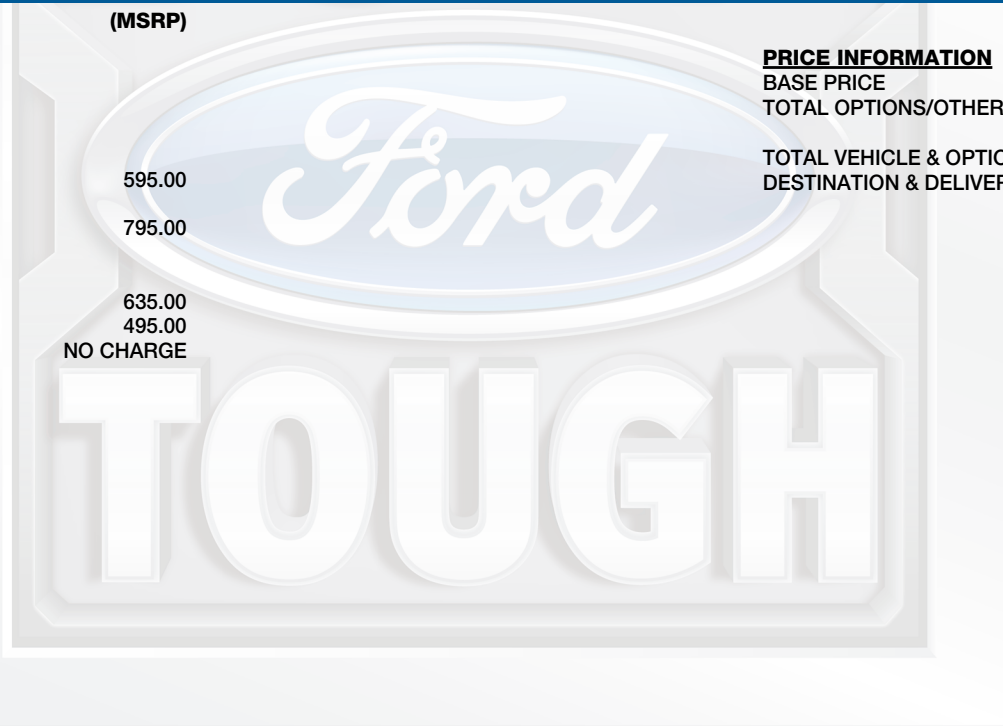 (MSRP)
595.00
795.00
635.00
495.00
NO CHARGE
PRICE INFORMATION
BASE PRICE
TOTAL OPTIONS/OTHER
TOTAL VEHICLE & OPTIO
DESTINATION & DELIVER
Ford
TOUGH